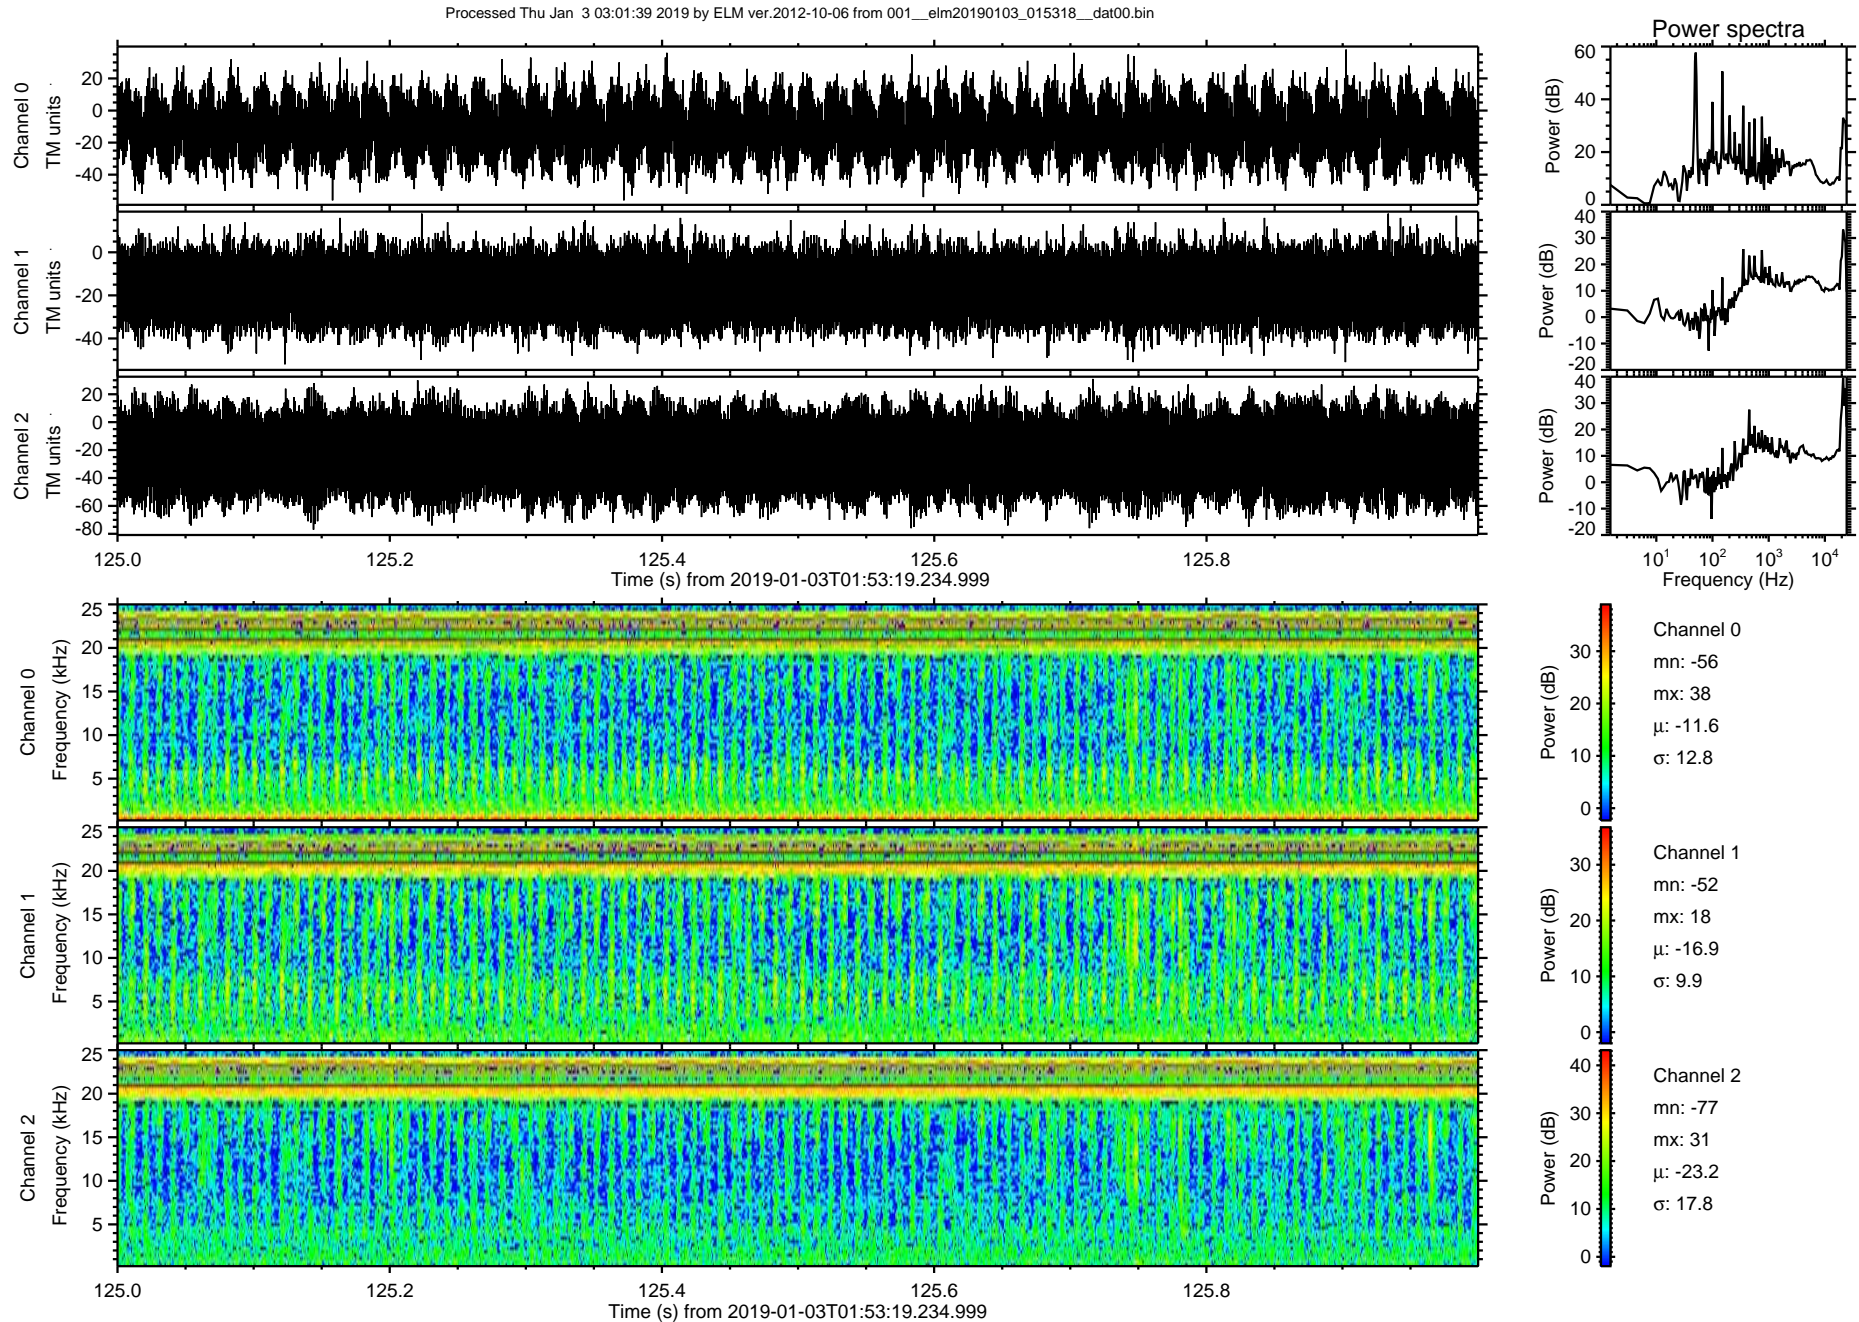 Processed Thu Jan 3 03:01:39 2019 by ELM ver.2012-10-06 from 001__elm20190103_015318__dat00.bin
Power spectra
Channel 0
TM units
20
0
-20
-40
Power (dB)
60
40
20
0
Channel 1
TM units
0
-20
-40
Power (dB)
40
30
20
10
0
-10
-20
Channel 2
TM units
20
0
-20
-40
-60
-80
Power (dB)
40
30
20
10
0
-10
-20
125.0 125.2 125.4 125.6 125.8
Time (s) from 2019-01-03T01:53:19.234.999
10¹ 10² 10³ 10⁴
Frequency (Hz)
Channel 0
Frequency (kHz)
25
20
15
10
5
Power (dB)
30
20
10
0
Channel 0
mn: -56
mx: 38
μ: -11.6
σ: 12.8
Channel 1
Frequency (kHz)
25
20
15
10
5
Power (dB)
30
20
10
0
Channel 1
mn: -52
mx: 18
μ: -16.9
σ: 9.9
Channel 2
Frequency (kHz)
25
20
15
10
5
Power (dB)
40
30
20
10
0
Channel 2
mn: -77
mx: 31
μ: -23.2
σ: 17.8
125.0 125.2 125.4 125.6 125.8
Time (s) from 2019-01-03T01:53:19.234.999